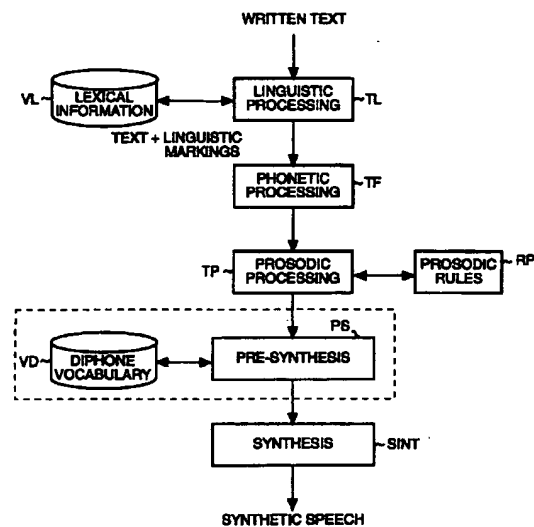 WRITTEN TEXT
VL
LEXICAL
INFORMATION
LINGUISTIC
PROCESSING
TL
TEXT + LINGUISTIC
MARKINGS
PHONETIC
PROCESSING
TF
TP
PROSODIC
PROCESSING
PROSODIC
RULES
RP
PS
VD
DIPHONE
VOCABULARY
PRE-SYNTHESIS
SYNTHESIS
SINT
SYNTHETIC SPEECH